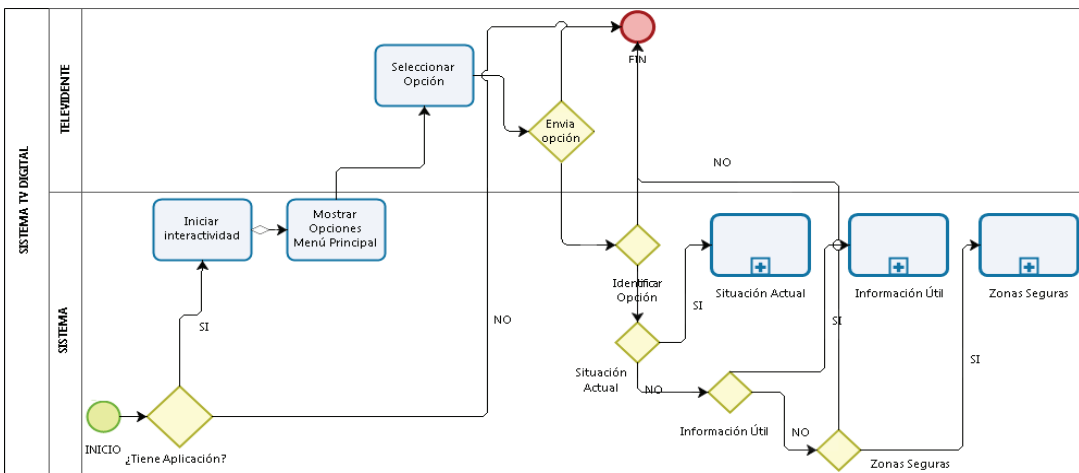 SISTEMA TV DIGITAL
TELEVIDENTE
SISTEMA
FIN
Seleccionar
Opción
Envia
opción
NO
Iniciar
interactividad
Mostrar
Opciones
Menú Principal
Identificar
Opción
Situación Actual
Información Útil
Zonas Seguras
SI
NO
SI
SI
SI
Situación
Actual
NO
Información Útil
NO
Zonas Seguras
INICIO
¿Tiene Aplicación?